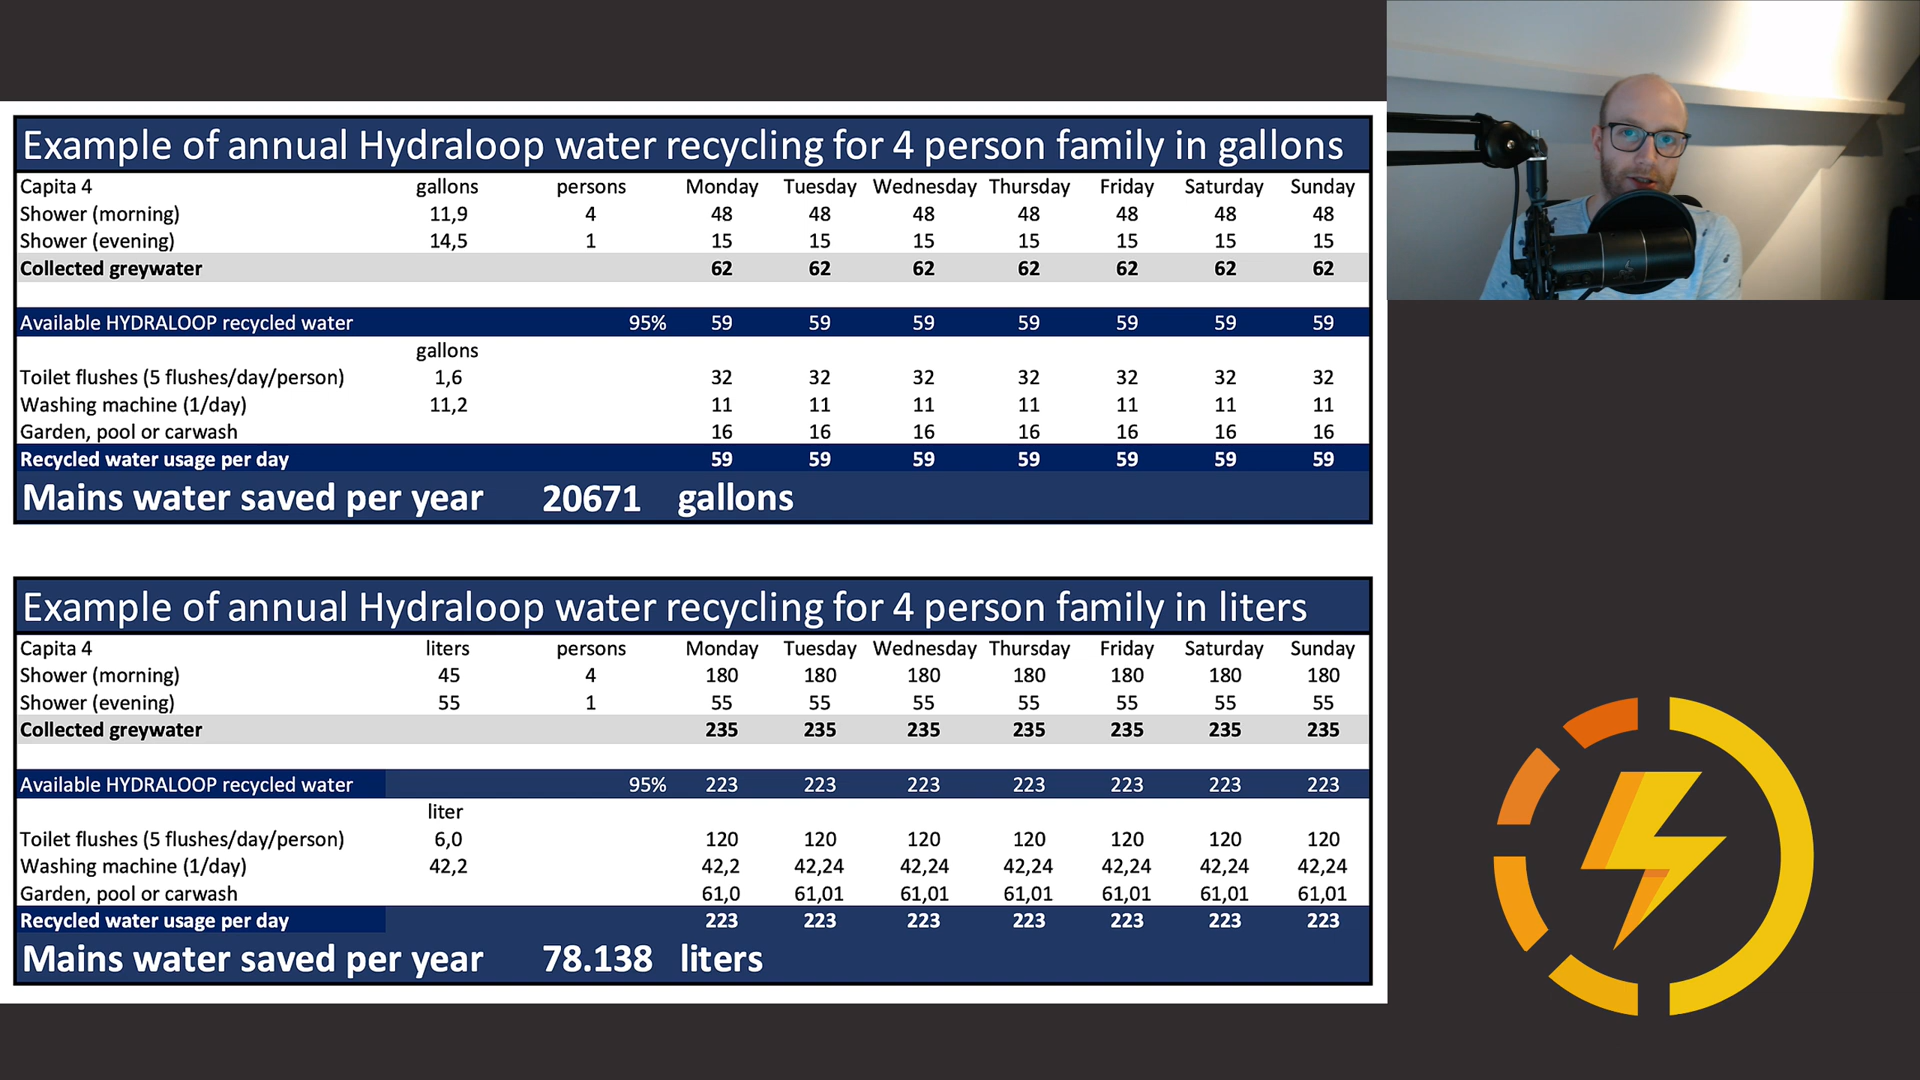 Example of annual Hydraloop water recycling for 4 person family in gallons
Capita 4 gallons persons Monday Tuesday Wednesday Thursday Friday Saturday Sunday
Shower (morning) 11,9 4 48 48 48 48 48 48 48
Shower (evening) 14,5 1 15 15 15 15 15 15 15
Collected greywater 62 62 62 62 62 62 62
Available HYDRALOOP recycled water 95% 59 59 59 59 59 59 59
gallons
Toilet flushes (5 flushes/day/person) 1,6 32 32 32 32 32 32 32
Washing machine (1/day) 11,2 11 11 11 11 11 11 11
Garden, pool or carwash 16 16 16 16 16 16 16
Recycled water usage per day 59 59 59 59 59 59 59
Mains water saved per year 20671 gallons
Example of annual Hydraloop water recycling for 4 person family in liters
Capita 4 liters persons Monday Tuesday Wednesday Thursday Friday Saturday Sunday
Shower (morning) 45 4 180 180 180 180 180 180 180
Shower (evening) 55 1 55 55 55 55 55 55 55
Collected greywater 235 235 235 235 235 235 235
Available HYDRALOOP recycled water 95% 223 223 223 223 223 223 223
liter
Toilet flushes (5 flushes/day/person) 6,0 120 120 120 120 120 120 120
Washing machine (1/day) 42,2 42,2 42,24 42,24 42,24 42,24 42,24 42,24
Garden, pool or carwash 61,0 61,01 61,01 61,01 61,01 61,01 61,01
Recycled water usage per day 223 223 223 223 223 223 223
Mains water saved per year 78.138 liters